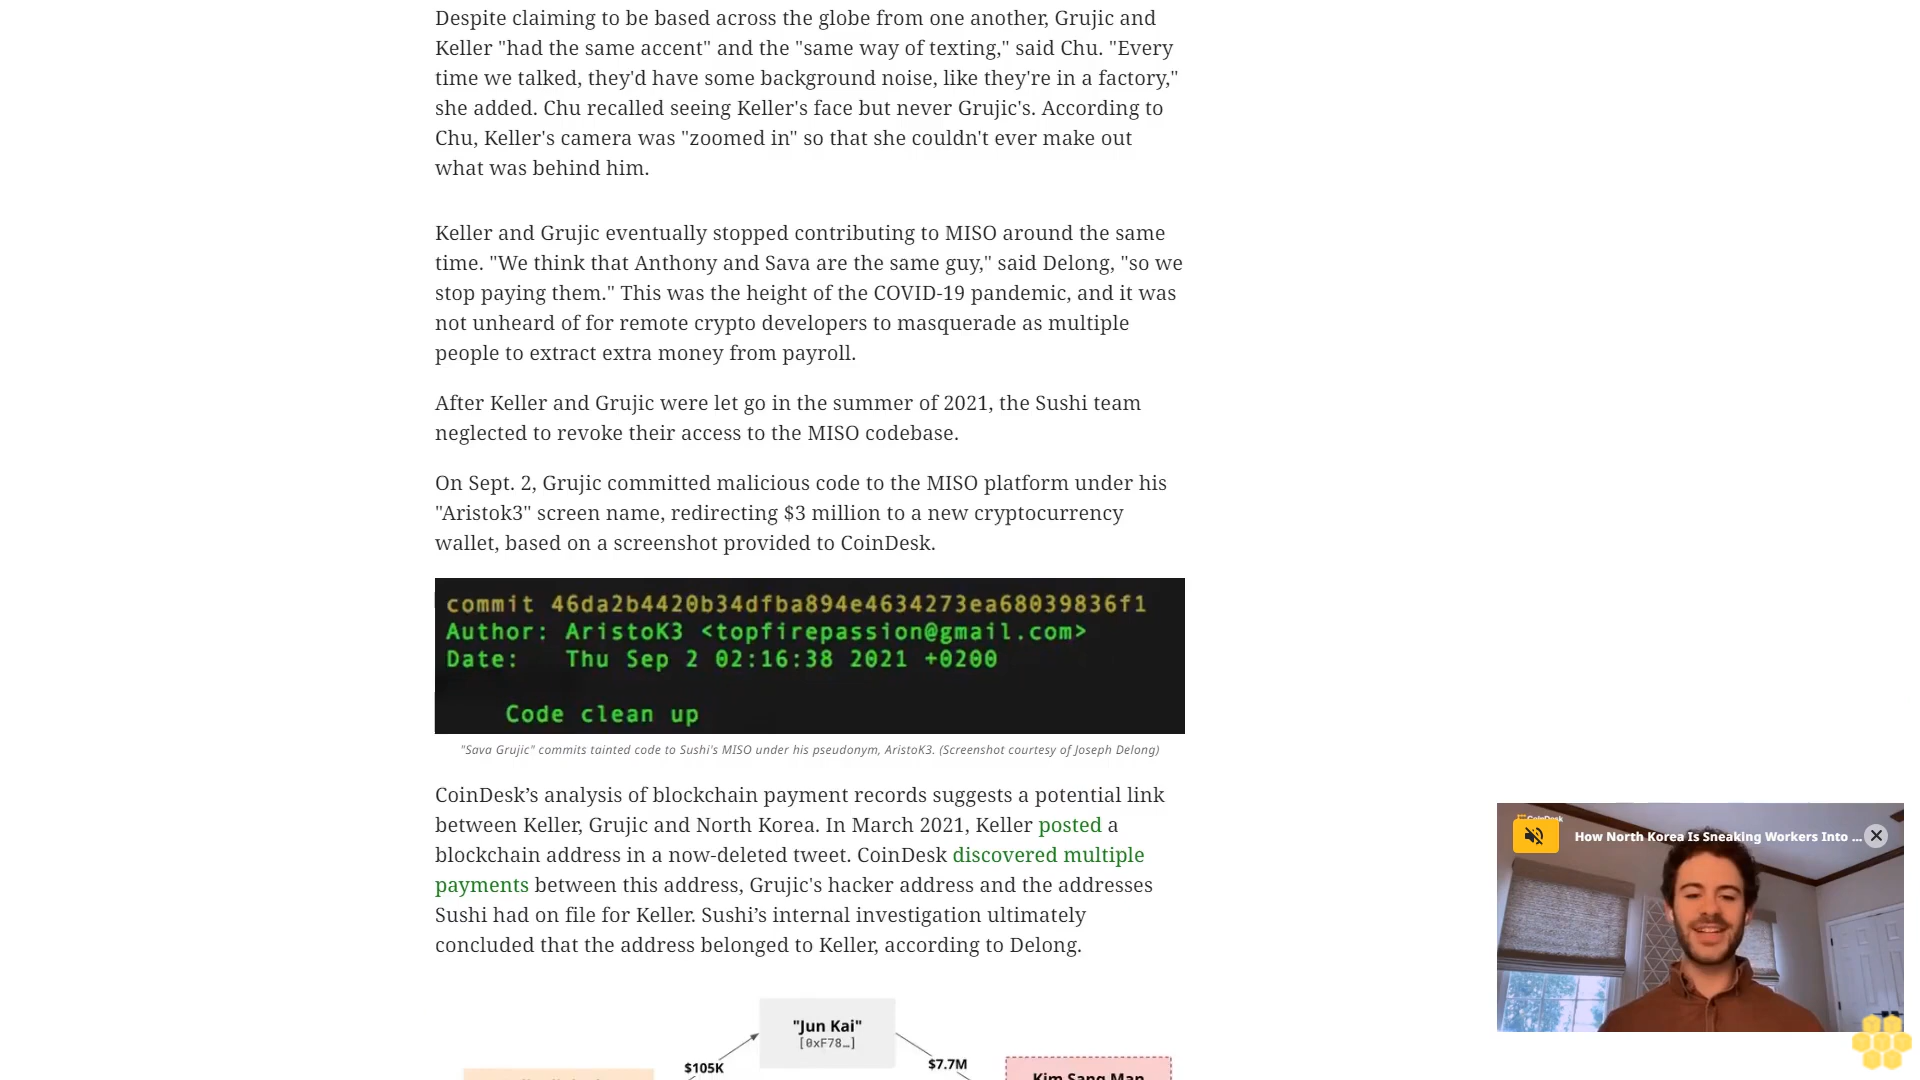 Despite claiming to be based across the globe from one another, Grujic and
Keller "had the same accent" and the "same way of texting," said Chu. "Every
time we talked, they'd have some background noise, like they're in a factory,"
she added. Chu recalled seeing Keller's face but never Grujic's. According to
Chu, Keller's camera was "zoomed in" so that she couldn't ever make out
what was behind him.
Keller and Grujic eventually stopped contributing to MISO around the same
time. "We think that Anthony and Sava are the same guy," said Delong, "so we
stop paying them." This was the height of the COVID-19 pandemic, and it was
not unheard of for remote crypto developers to masquerade as multiple
people to extract extra money from payroll.
After Keller and Grujic were let go in the summer of 2021, the Sushi team
neglected to revoke their access to the MISO codebase.
On Sept. 2, Grujic committed malicious code to the MISO platform under his
"Aristok3" screen name, redirecting $3 million to a new cryptocurrency
wallet, based on a screenshot provided to CoinDesk.
commit 46da2b4420b34dfba894e4634273ea68039836f1
Author: AristoK3 <topfirepassion@gmail.com>
Date: Thu Sep 2 02:16:38 2021 +0200
Code clean up
"Sava Grujic" commits tainted code to Sushi's MISO under his pseudonym, AristoK3. (Screenshot courtesy of Joseph Delong)
CoinDesk’s analysis of blockchain payment records suggests a potential link
between Keller, Grujic and North Korea. In March 2021, Keller posted a
blockchain address in a now-deleted tweet. CoinDesk discovered multiple
payments between this address, Grujic's hacker address and the addresses
Sushi had on file for Keller. Sushi’s internal investigation ultimately
concluded that the address belonged to Keller, according to Delong.
"Jun Kai"
[0xF78…]
$105K
$7.7M
Kim Sang Man
CoinDesk
How North Korea Is Sneaking Workers Into ...